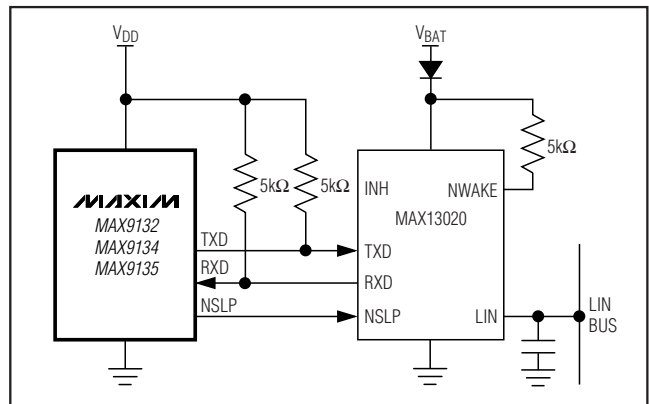 VDD
VBAT
5kΩ
5kΩ
5kΩ
MAXIM
MAX9132
MAX9134
MAX9135
TXD
RXD
NSLP
INH
NWAKE
MAX13020
TXD
RXD
NSLP
LIN
LIN
BUS